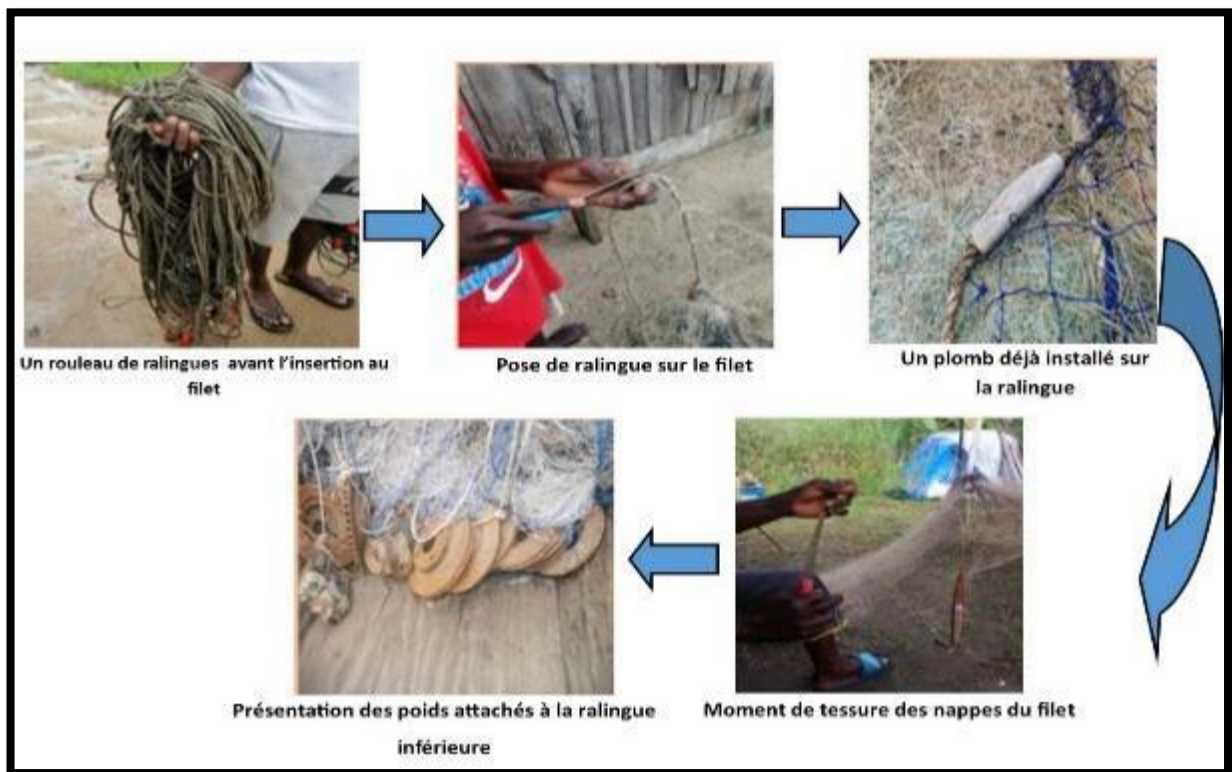 Un rouleau de ralingues avant l'insertion au
filet
Pose de ralingue sur le filet
Un plomb déjà installé sur
la ralingue
Moment de tessure des nappes du filet
Présentation des poids attachés à la ralingue
inférieure